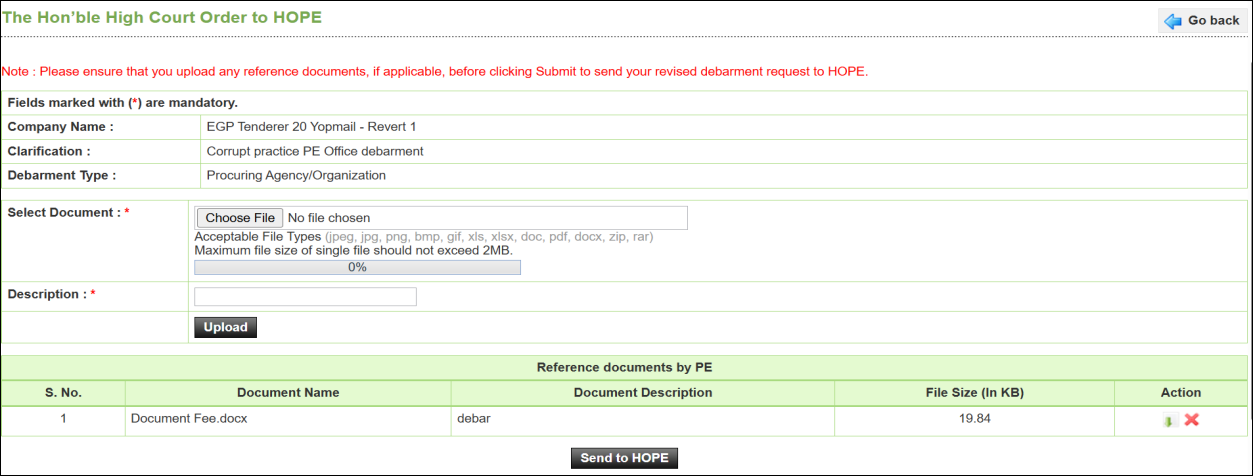 The Hon’ble High Court Order to HOPE
Go back
Note : Please ensure that you upload any reference documents, if applicable, before clicking Submit to send your revised debarment request to HOPE.
Fields marked with (*) are mandatory.
Company Name : EGP Tenderer 20 Yopmail - Revert 1
Clarification : Corrupt practice PE Office debarment
Debarment Type : Procuring Agency/Organization
Select Document : * Choose File No file chosen
Acceptable File Types (jpeg, jpg, png, bmp, gif, xls, xlsx, doc, pdf, docx, zip, rar)
Maximum file size of single file should not exceed 2MB.
0%
Description : *
Upload
Reference documents by PE
S. No. Document Name Document Description File Size (In KB) Action
1 Document Fee.docx debar 19.84
Send to HOPE